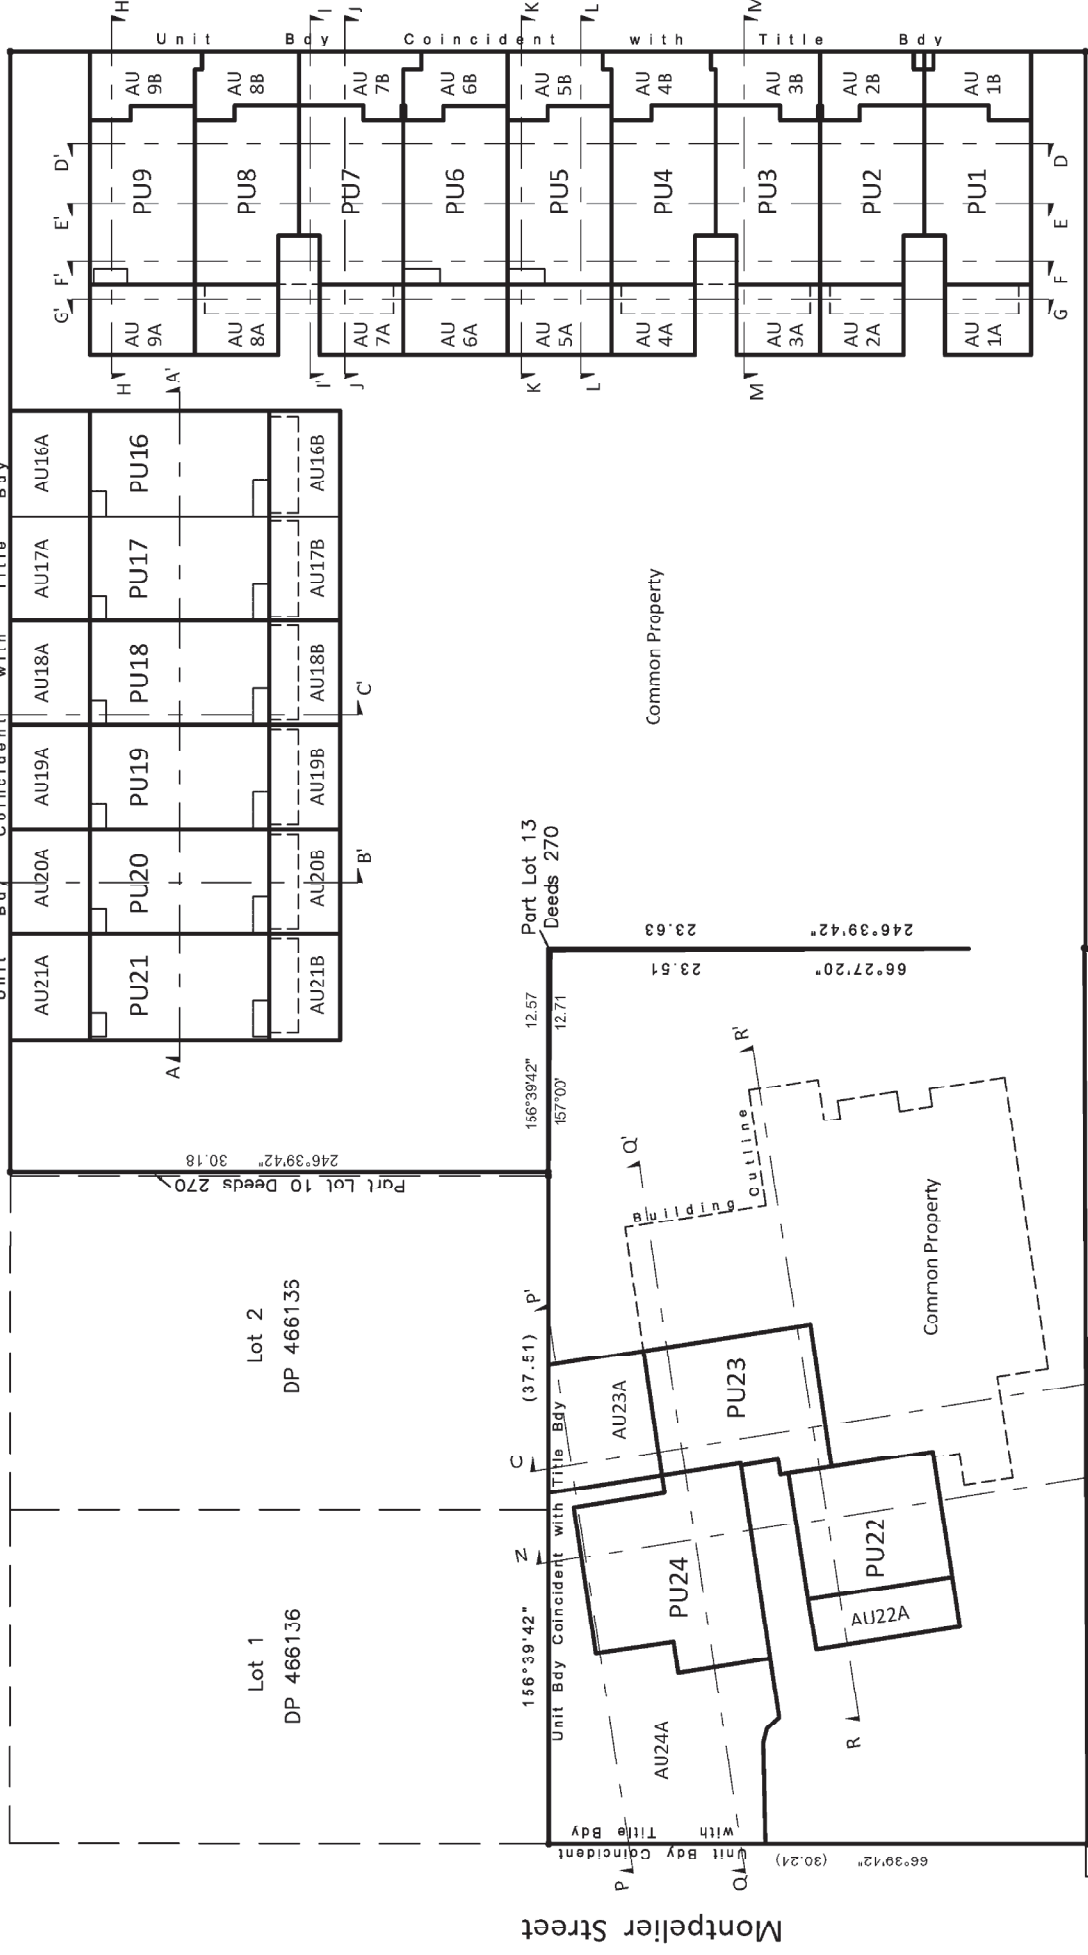 H
I
J
K
L
M
Unit Bdy Coincident with Title Bdy
AU 9B
AU 8B
AU 7B
AU 6B
AU 5B
AU 4B
AU 3B
AU 2B
AU 1B
D'
E'
F'
G'
PU9
PU8
PU7
PU6
PU5
PU4
PU3
PU2
PU1
D
E
F
G
AU 9A
AU 8A
AU 7A
AU 6A
AU 5A
AU 4A
AU 3A
AU 2A
AU 1A
H'
I'
J'
K'
L'
M'
A'
Unit Bdy Coincident with Title Bdy
AU21A
AU20A
AU19A
AU18A
AU17A
AU16A
PU21
PU20
PU19
PU18
PU17
PU16
AU21B
AU20B
AU19B
AU18B
AU17B
AU16B
A
B'
C'
Common Property
Part Lot 13
Deeds 270
23.63
246°39'42"
23.51
66°27'20"
156°39'42" 12.57
157°00' 12.71
246°39'42" 30.18
Part Lot 10 Deeds 270
Lot 2
DP 466136
Lot 1
DP 466136
156°39'42"
(37.51)
Unit Bdy Coincident with Title Bdy
P'
Q'
R'
Building Outline
Common Property
C
N
AU23A
PU23
PU24
PU22
AU22A
AU24A
R
P
Q
Unit Bdy Coincident
with Title Bdy
66°39'42" (30.24)
Montpelier Street